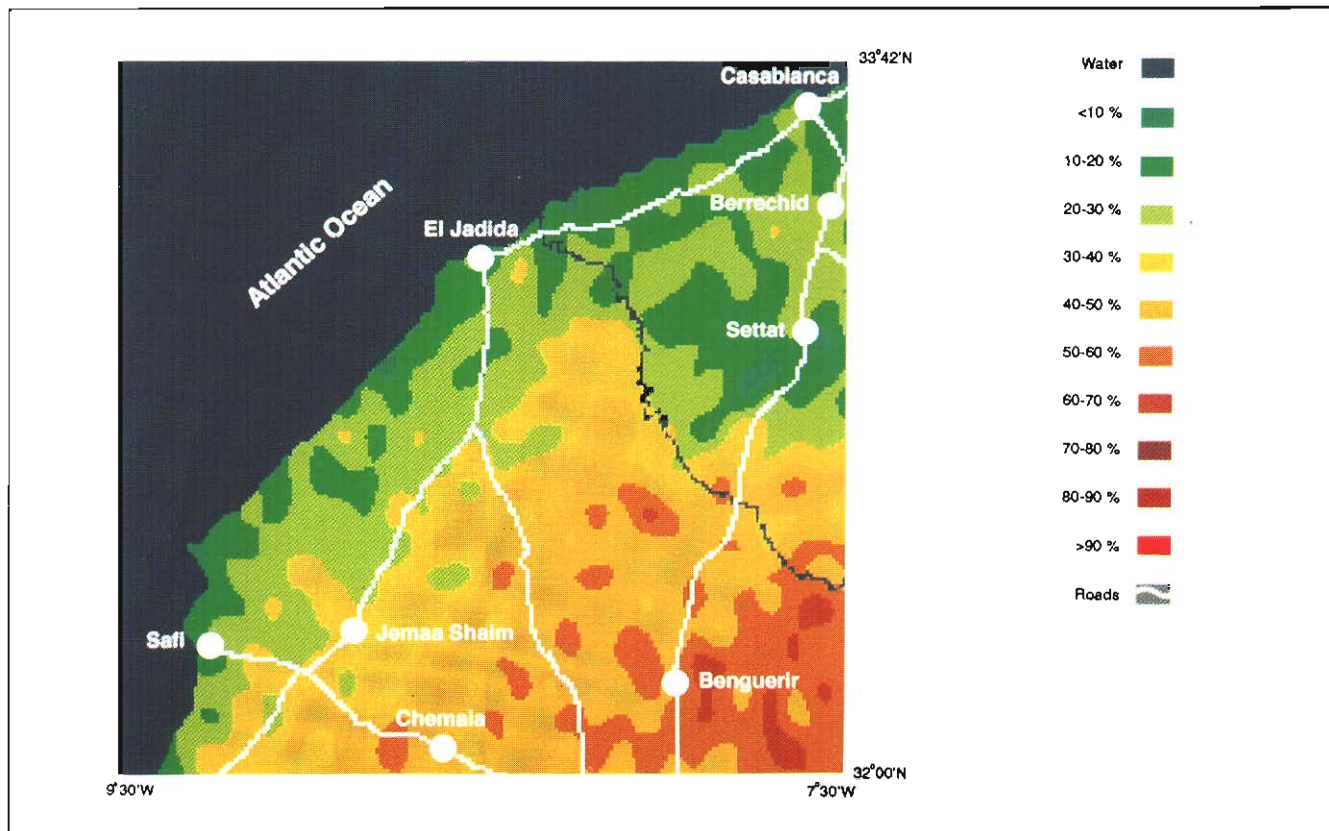 33°42'N
Casablanca
Atlantic Ocean
El Jadida
Berrechid
Settat
Safi
Jemaa Shaim
Benguerir
Chemaia
32°00'N
9°30'W
7°30'W
Water
<10 %
10-20 %
20-30 %
30-40 %
40-50 %
50-60 %
60-70 %
70-80 %
80-90 %
>90 %
Roads